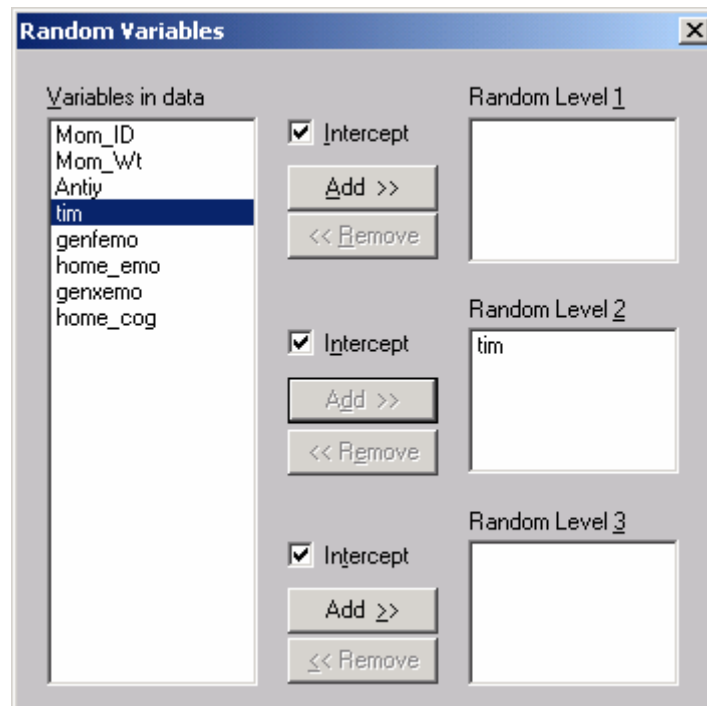 Random Variables
Variables in data
Mom_ID
Mom_Wt
Antiy
tim
genfemo
home_emo
genxemo
home_cog
Intercept
Add >>
<< Remove
Random Level 1
Intercept
Add >>
<< Remove
Random Level 2
tim
Intercept
Add >>
<< Remove
Random Level 3